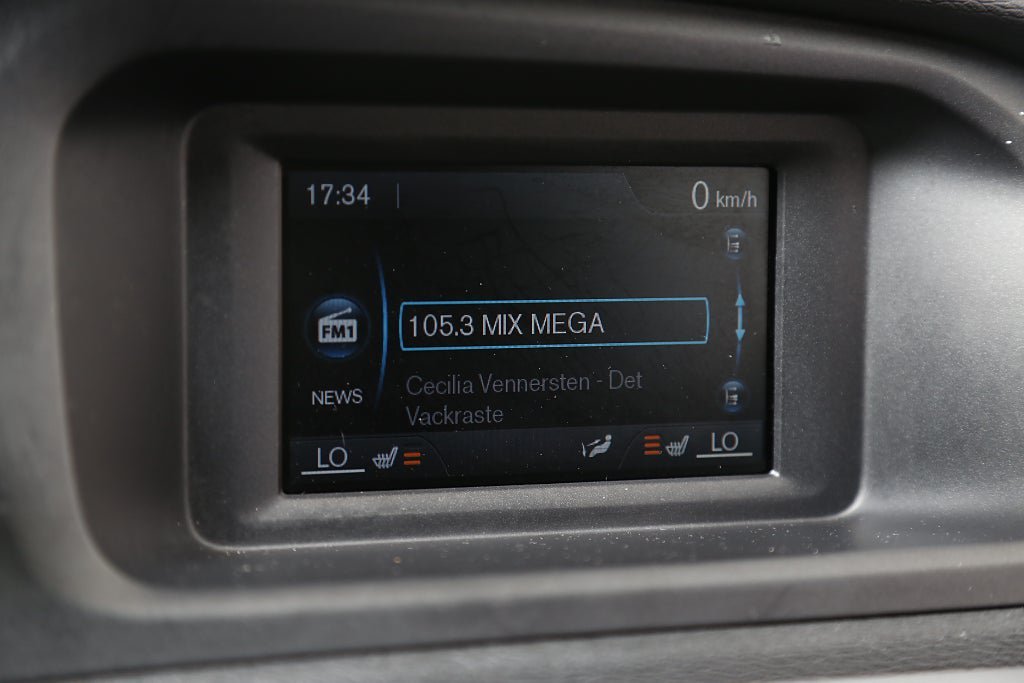 17:34
0 km/h
FM1
105.3 MIX MEGA
NEWS
Cecilia Vennersten - Det
Vackraste
LO
LO